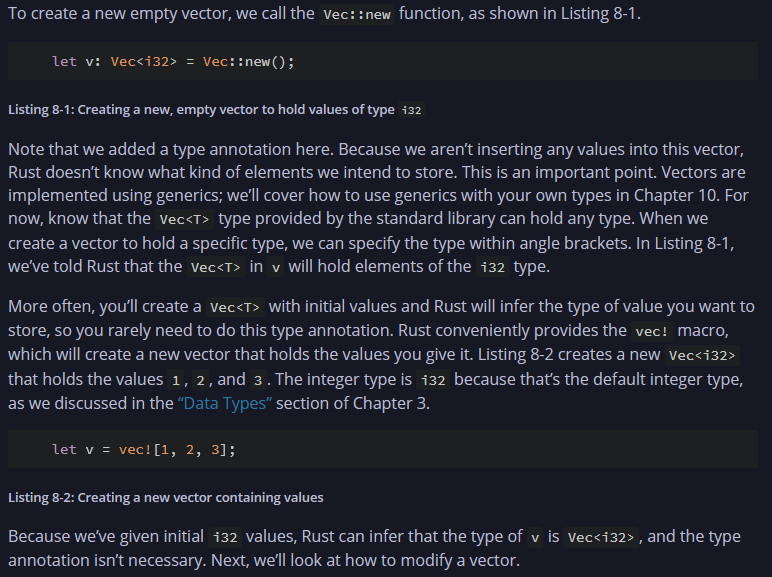 To create a new empty vector, we call the Vec::new function, as shown in Listing 8-1.
let v: Vec<i32> = Vec::new();
Listing 8-1: Creating a new, empty vector to hold values of type i32
Note that we added a type annotation here. Because we aren’t inserting any values into this vector,
Rust doesn’t know what kind of elements we intend to store. This is an important point. Vectors are
implemented using generics; we’ll cover how to use generics with your own types in Chapter 10. For
now, know that the Vec<T> type provided by the standard library can hold any type. When we
create a vector to hold a specific type, we can specify the type within angle brackets. In Listing 8-1,
we’ve told Rust that the Vec<T> in v will hold elements of the i32 type.
More often, you’ll create a Vec<T> with initial values and Rust will infer the type of value you want to
store, so you rarely need to do this type annotation. Rust conveniently provides the vec! macro,
which will create a new vector that holds the values you give it. Listing 8-2 creates a new Vec<i32>
that holds the values 1, 2, and 3. The integer type is i32 because that’s the default integer type,
as we discussed in the “Data Types” section of Chapter 3.
let v = vec![1, 2, 3];
Listing 8-2: Creating a new vector containing values
Because we’ve given initial i32 values, Rust can infer that the type of v is Vec<i32>, and the type
annotation isn’t necessary. Next, we’ll look at how to modify a vector.